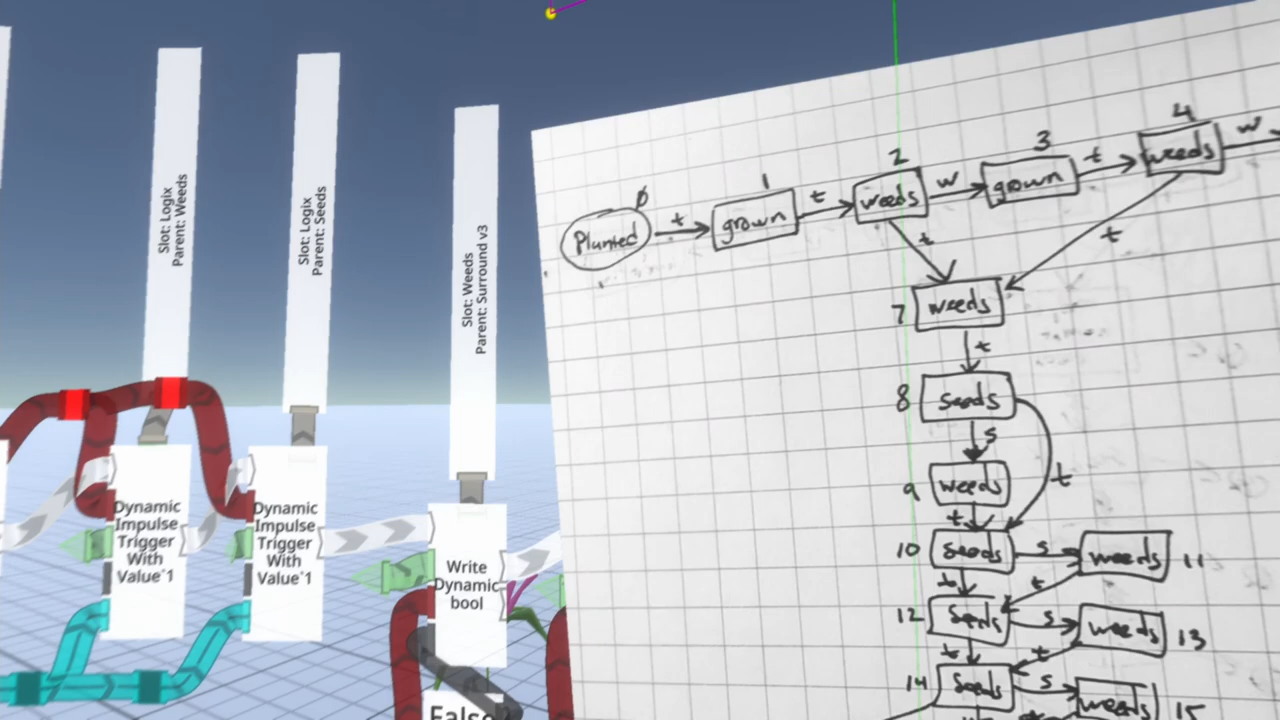 Slot: Logix
Parent: Weeds
Slot: Logix
Parent: Seeds
Slot: Weeds
Parent: Surround v3
Dynamic
Impulse
Trigger
With
Value`1
Dynamic
Impulse
Trigger
With
Value`1
Write
Dynamic
bool
False
0 1 2 3 4
Planted t grown t weeds w grown t weeds w
t t
7 weeds
t
8 seeds
s t
9 weeds
t
10 Seeds s weeds 11
t t
12 Seeds s weeds 13
t t
14 Seeds s weeds 15